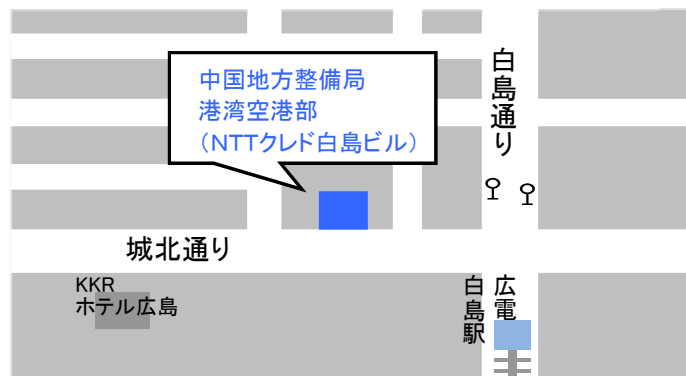 中国地方整備局
港湾空港部
(NTTクレド白島ビル)
白島通り
城北通り
KKR
ホテル広島
広電
白島駅